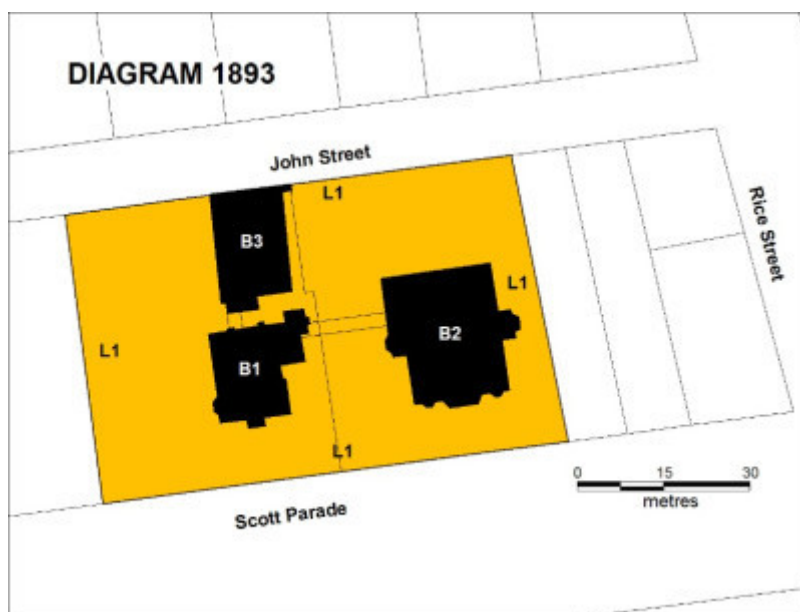 DIAGRAM 1893
John Street
L1
B3
Rice Street
L1
B2
L1
B1
L1
0 15 30
metres
Scott Parade